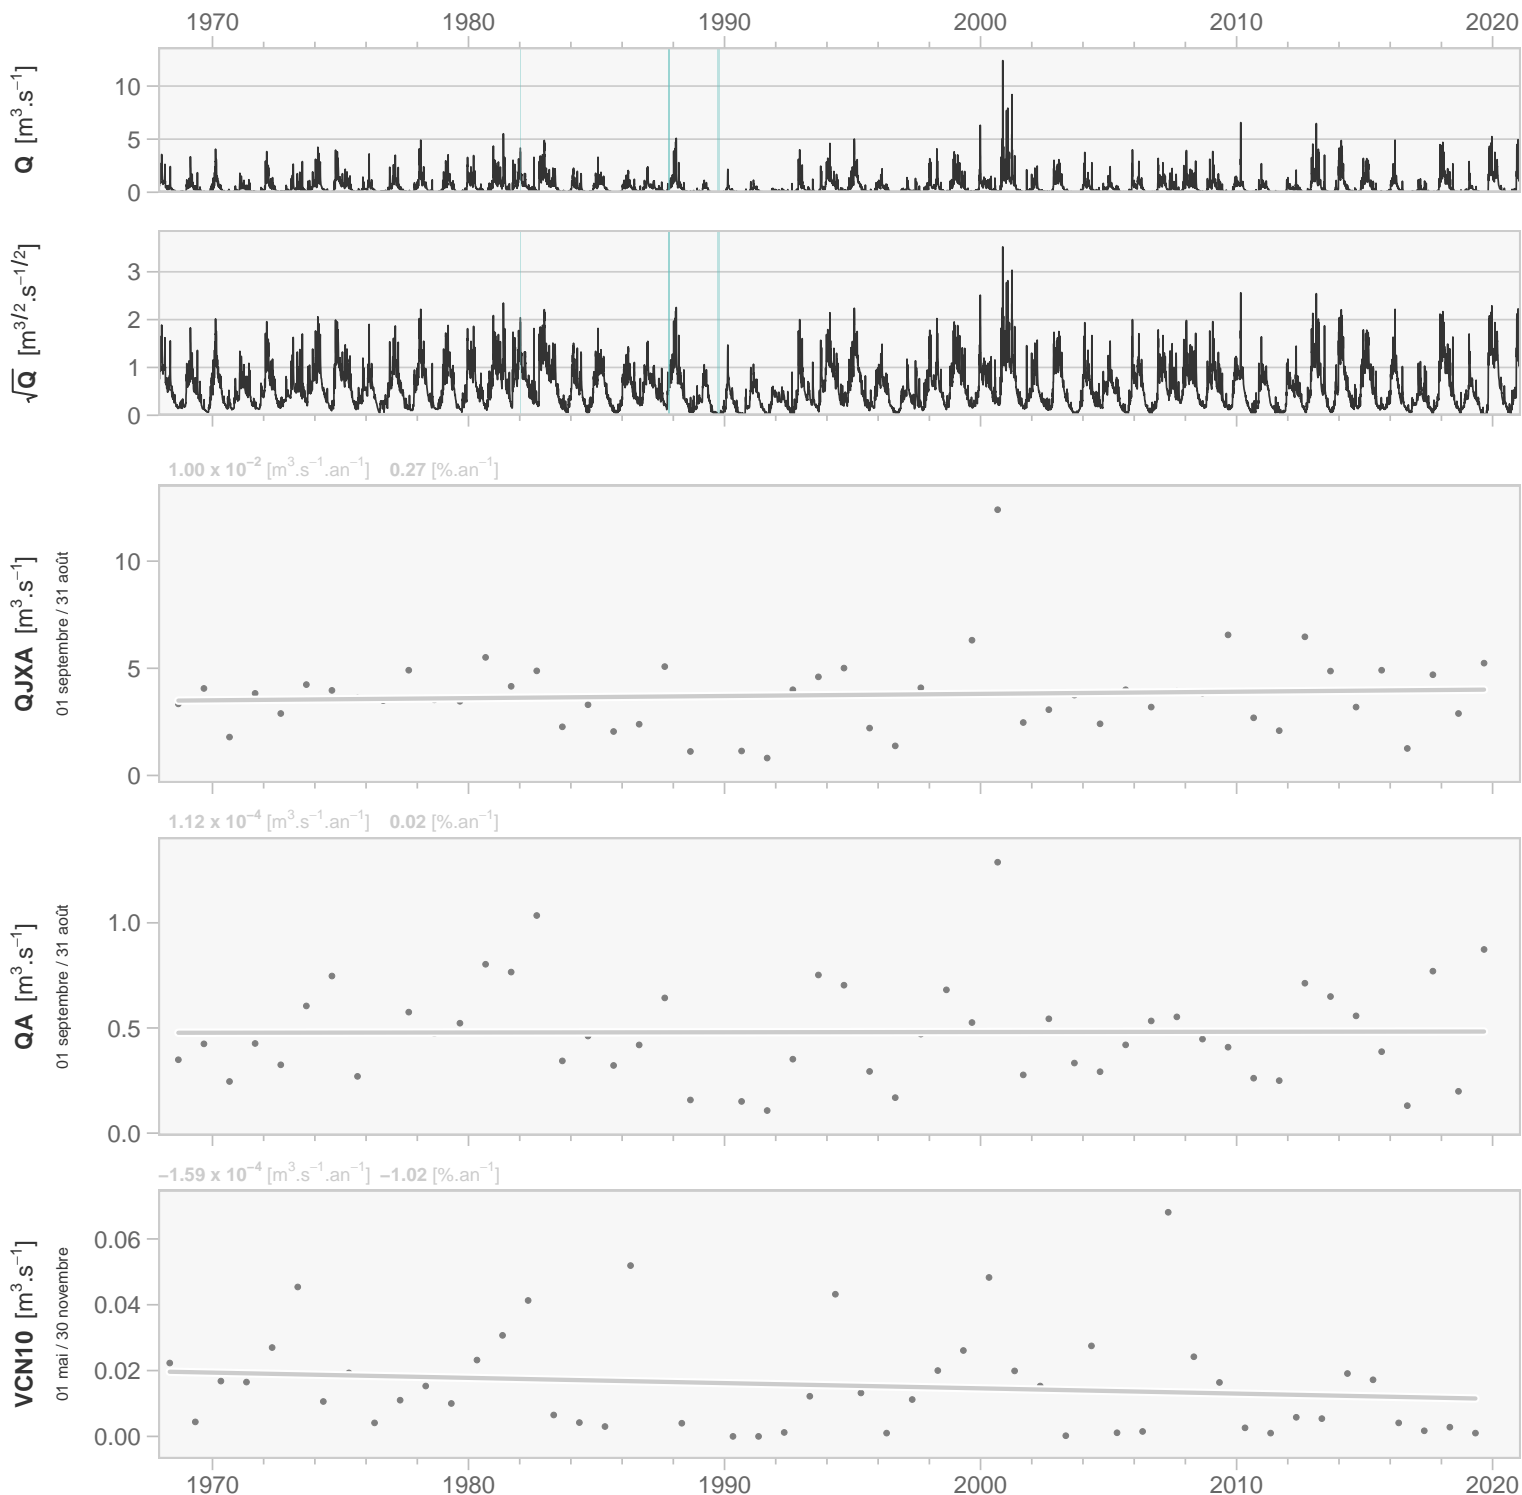 1970 1980 1990 2000 2010 2020
Q [m³.s⁻¹]
10
5
0
√Q [m^3/2.s^−1/2]
3
2
1
0
1.00 x 10⁻² [m³.s⁻¹.an⁻¹] 0.27 [%.an⁻¹]
QJXA [m³.s⁻¹]
01 septembre / 31 août
10
5
0
1.12 x 10⁻⁴ [m³.s⁻¹.an⁻¹] 0.02 [%.an⁻¹]
QA [m³.s⁻¹]
01 septembre / 31 août
1.0
0.5
0.0
−1.59 x 10⁻⁴ [m³.s⁻¹.an⁻¹] −1.02 [%.an⁻¹]
VCN10 [m³.s⁻¹]
01 mai / 30 novembre
0.06
0.04
0.02
0.00
1970 1980 1990 2000 2010 2020